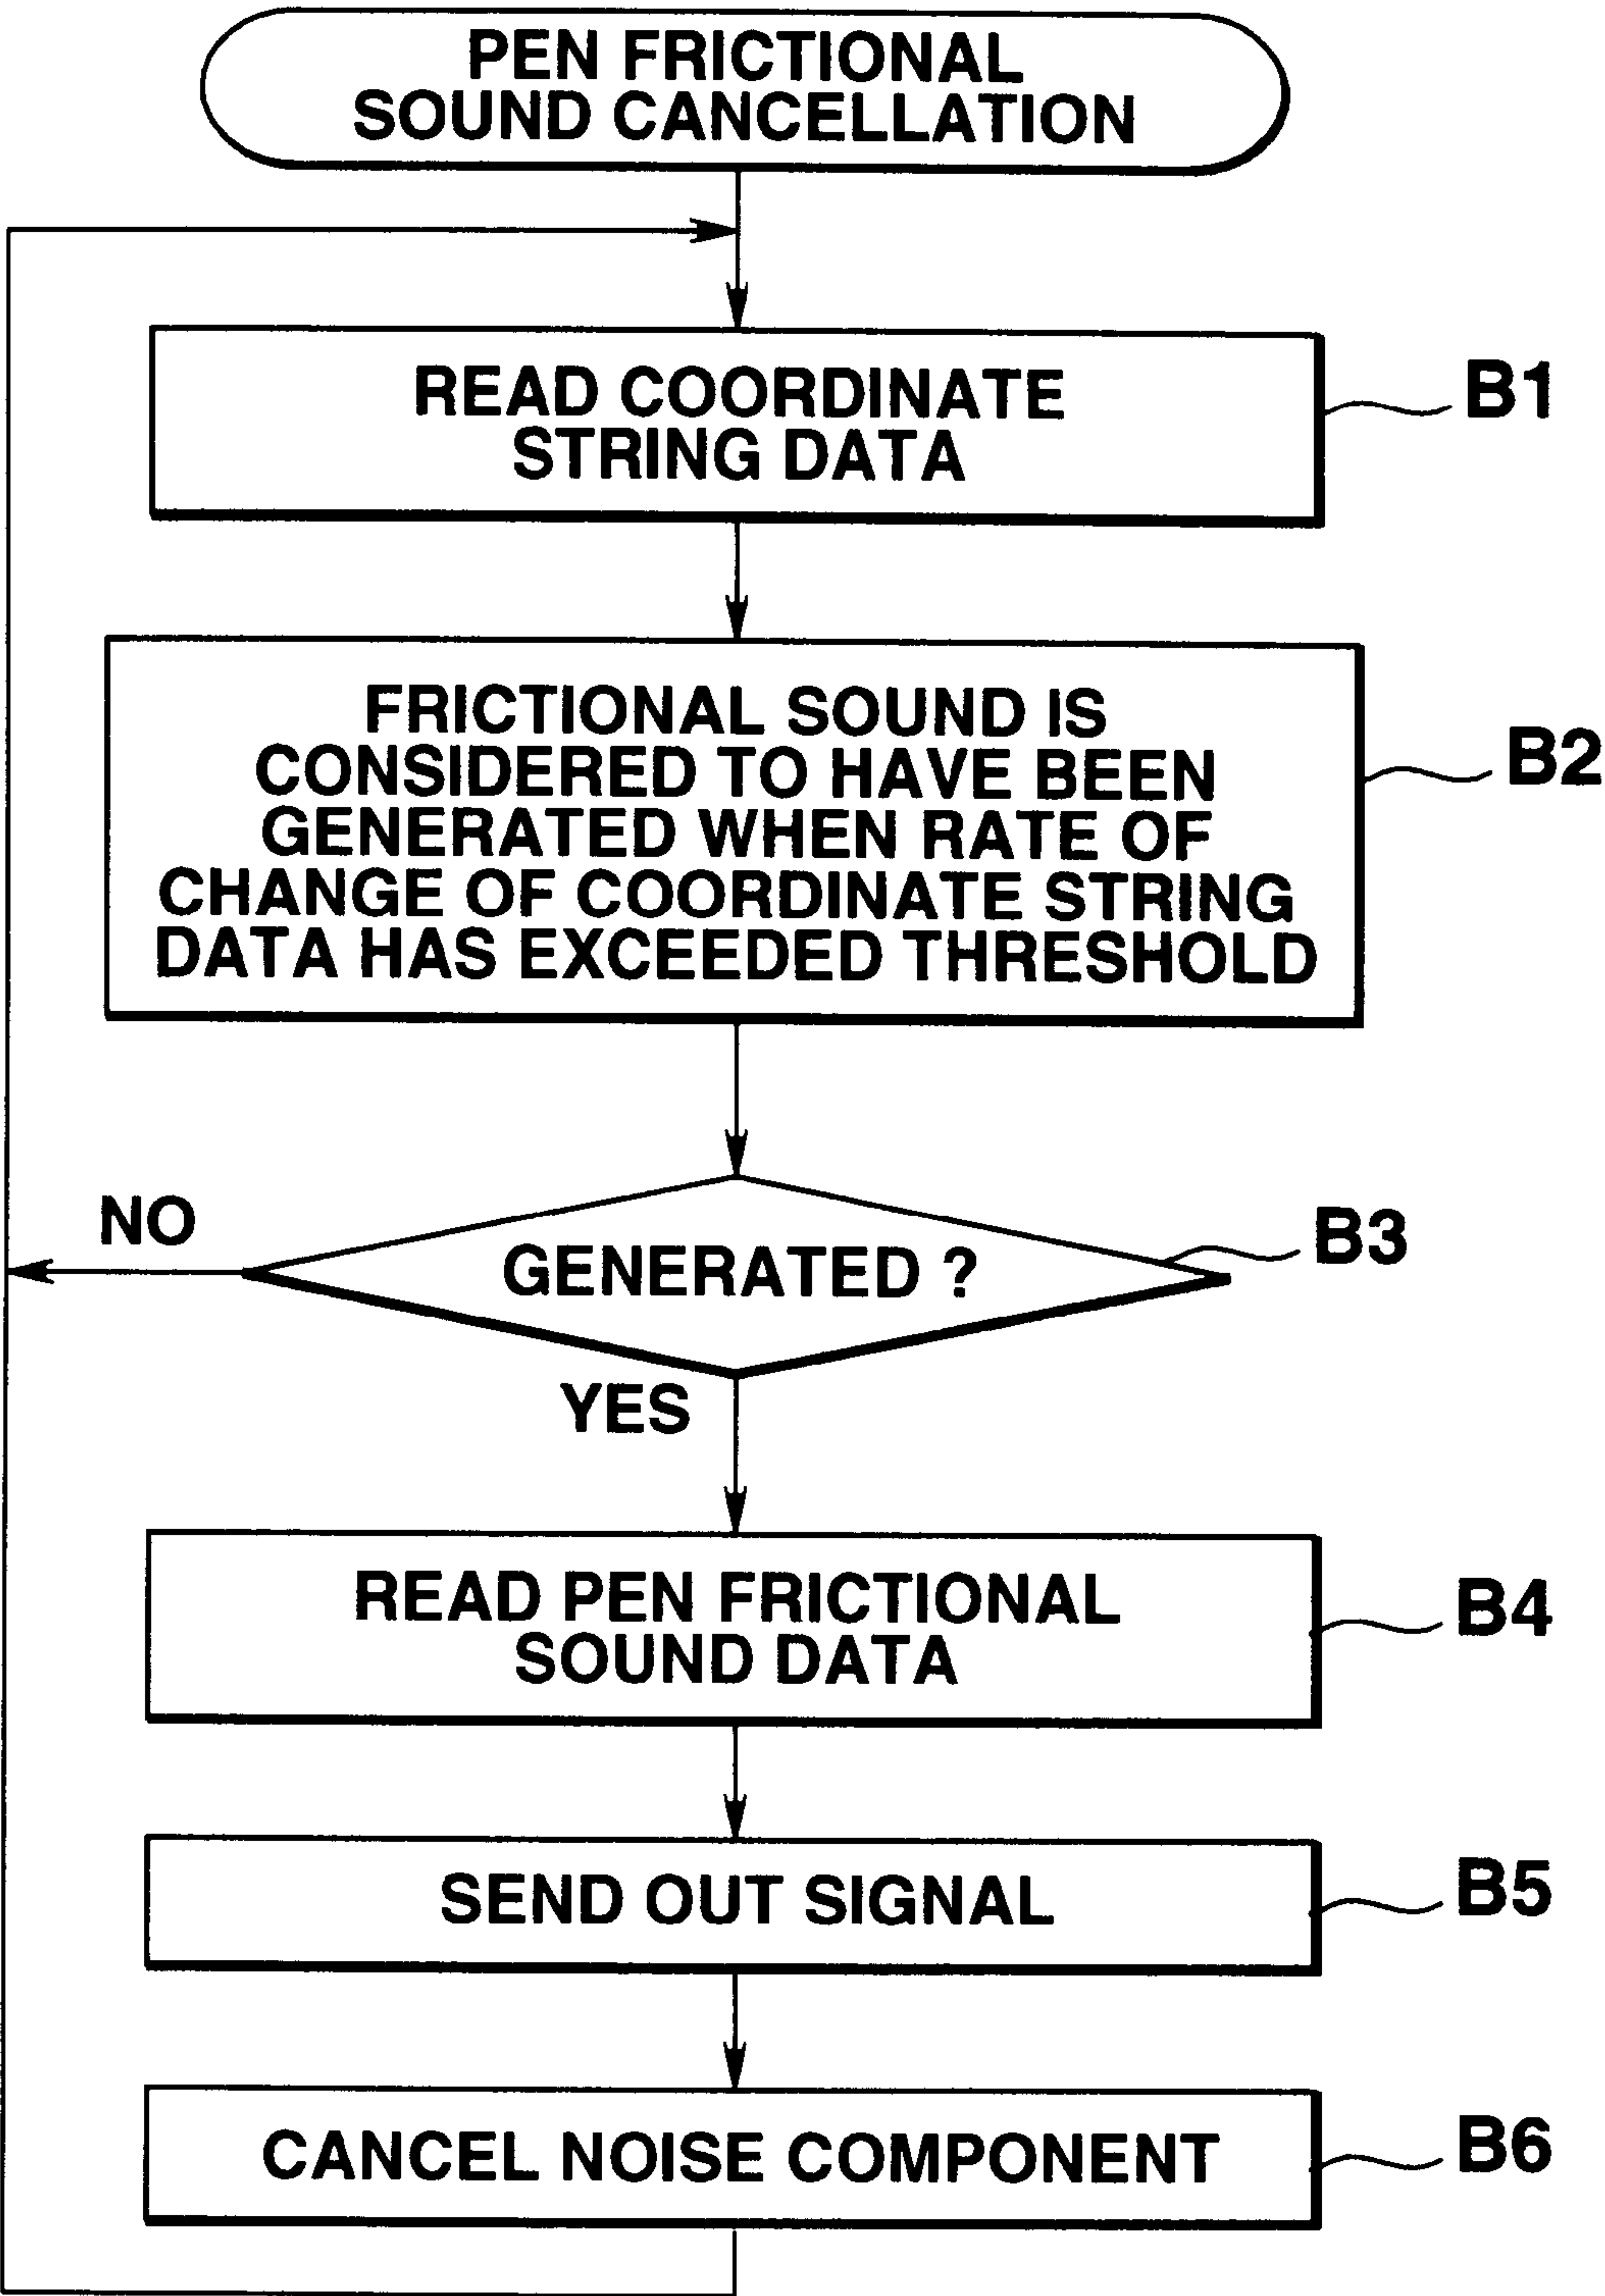 PEN FRICTIONAL
SOUND CANCELLATION
READ COORDINATE
STRING DATA
B1
FRICTIONAL SOUND IS
CONSIDERED TO HAVE BEEN
GENERATED WHEN RATE OF
CHANGE OF COORDINATE STRING
DATA HAS EXCEEDED THRESHOLD
B2
NO
GENERATED ?
B3
YES
READ PEN FRICTIONAL
SOUND DATA
B4
SEND OUT SIGNAL
B5
CANCEL NOISE COMPONENT
B6